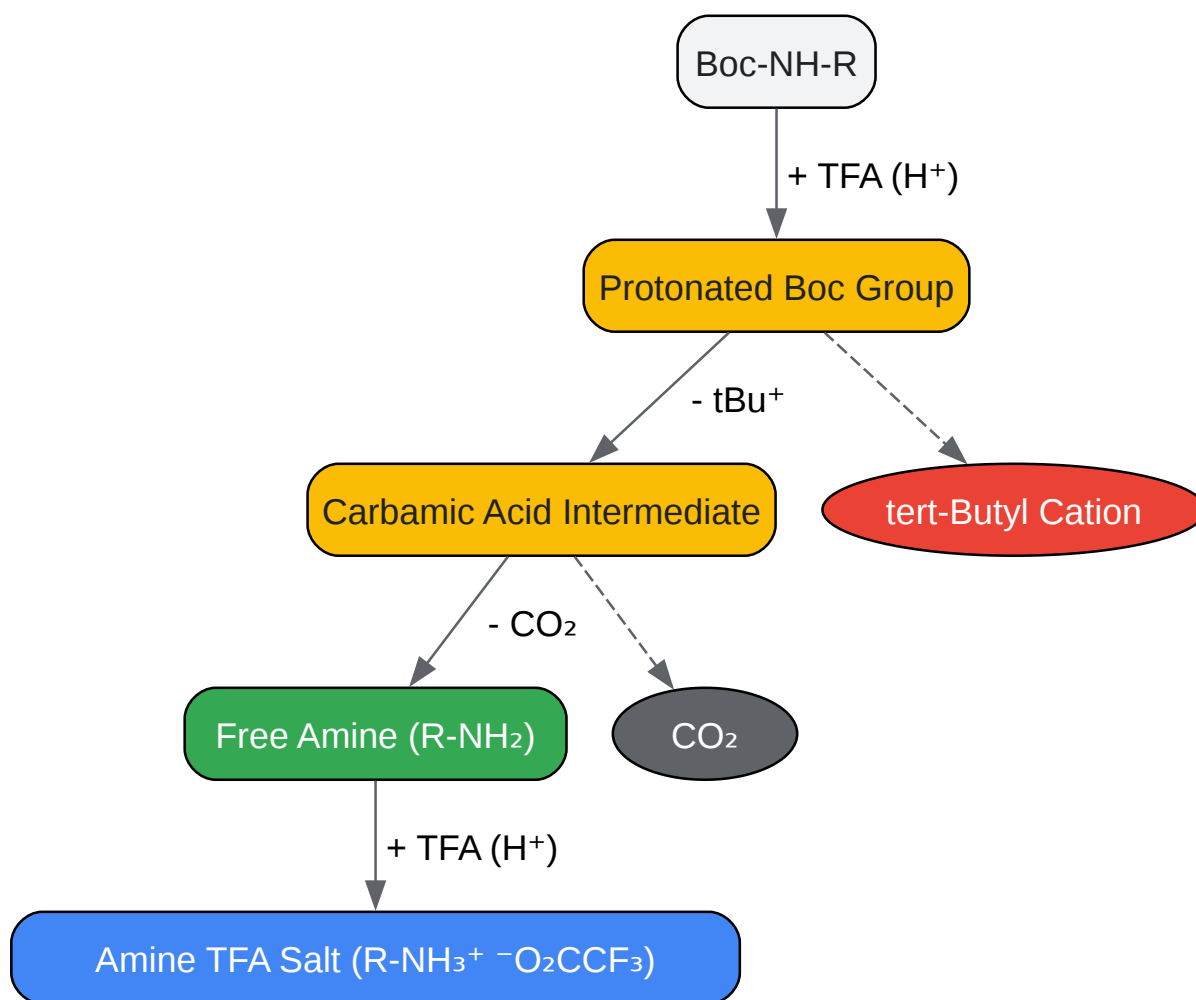 Boc-NH-R
+ TFA (H⁺)
Protonated Boc Group
- tBu⁺
Carbamic Acid Intermediate
tert-Butyl Cation
- CO₂
Free Amine (R-NH₂)
CO₂
+ TFA (H⁺)
Amine TFA Salt (R-NH₃⁺ ⁻O₂CCF₃)